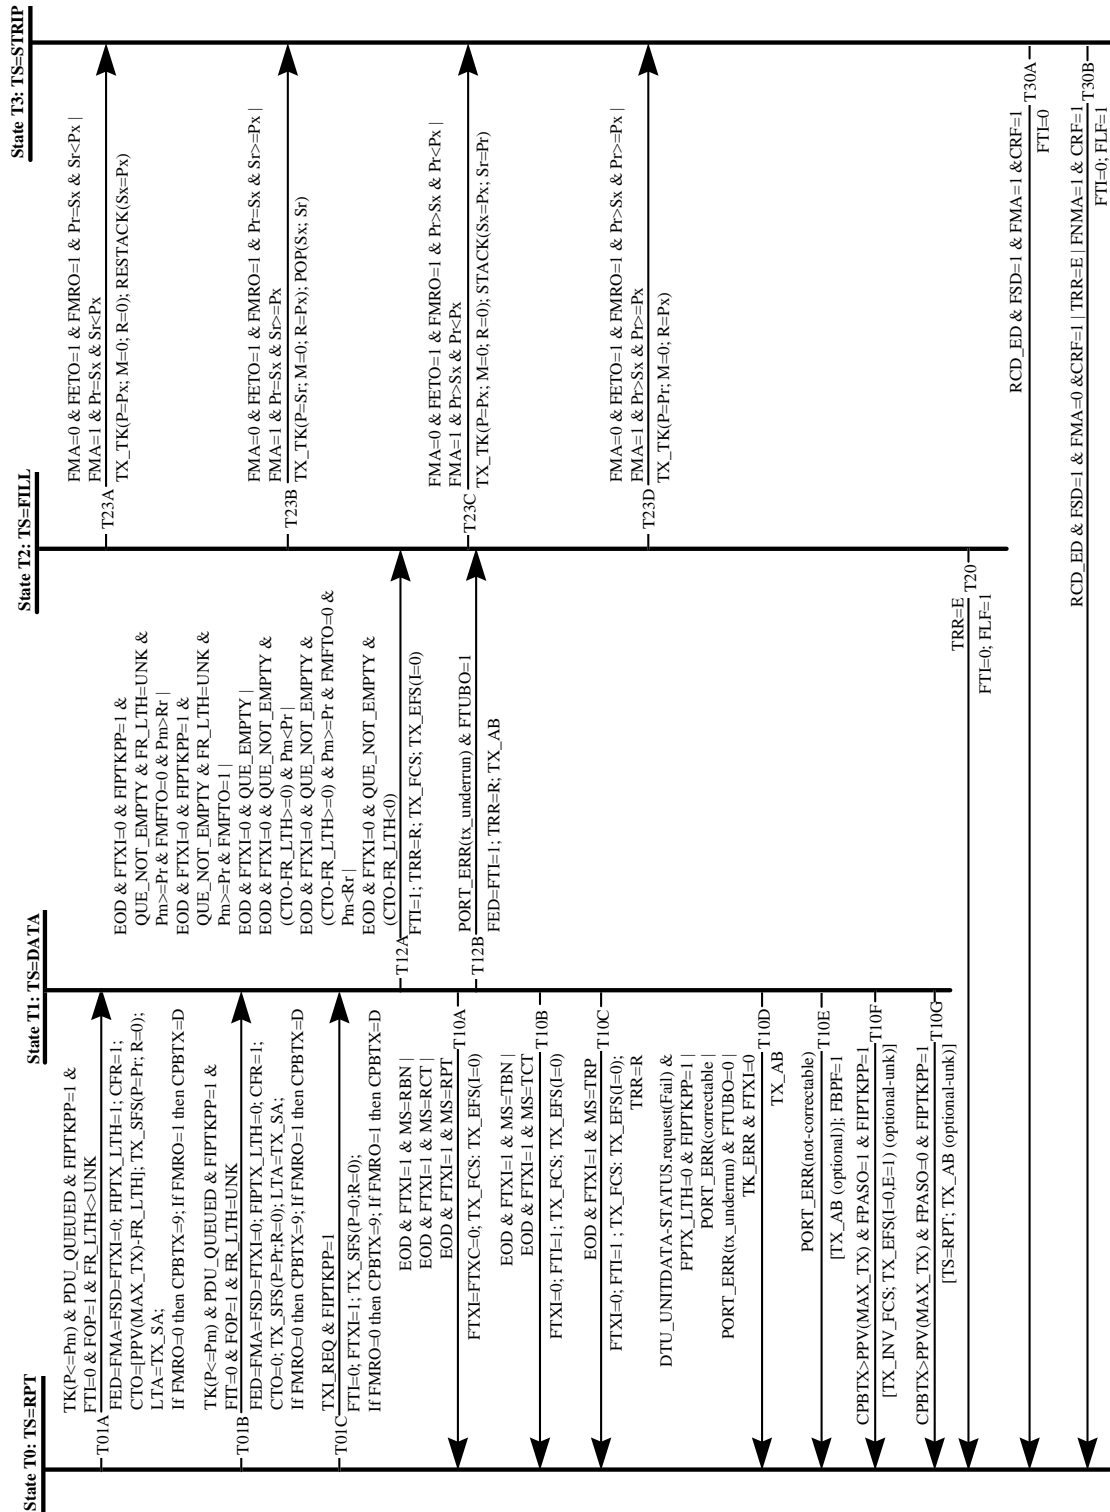 State T0: TS=RPT
State T1: TS=DATA
State T2: TS=FILL
State T3: TS=STRIP
TK(P<=Pm) & PDU_QUEUED & FIPTKPP=1 &
FTI=0 & FOP=1 & FR_LTH<>UNK
T01A
FED=FMA=FSD=FTXI=0; FIPTX_LTH=1; CFR=1;
CTO=[PPV(MAX_TX)-FR_LTH]; TX_SFS(P=Pr; R=0);
LTA=TX_SA;
If FMRO=0 then CPBTX=9; If FMRO=1 then CPBTX=D
TK(P<=Pm) & PDU_QUEUED & FIPTKPP=1 &
FIT=0 & FOP=1 & FR_LTH=UNK
T01B
FED=FMA=FSD=FTXI=0; FIPTX_LTH=0; CFR=1;
CTO=0; TX_SFS(P=Pr;R=0); LTA=TX_SA;
If FMRO=0 then CPBTX=9; If FMRO=1 then CPBTX=D
TXI_REQ & FIPTKPP=1
T01C
FTI=0; FTXI=1; TX_SFS(P=0;R=0);
If FMRO=0 then CPBTX=9; If FMRO=1 then CPBTX=D
EOD & FTXI=1 & MS=RBN |
EOD & FTXI=1 & MS=RCT |
EOD & FTXI=1 & MS=RPT
T10A
FTXI=FTXC=0; TX_FCS: TX_EFS(I=0)
EOD & FTXI=1 & MS=TBN |
EOD & FTXI=1 & MS=TCT
T10B
FTXI=0; FTI=1; TX_FCS; TX_EFS(I=0)
EOD & FTXI=1 & MS=TRP
T10C
FTXI=0; FTI=1 ; TX_FCS: TX_EFS(I=0);
TRR=R
DTU_UNITDATA-STATUS.request(Fail) &
FPTX_LTH=0 & FIPTKPP=1 |
PORT_ERR(correctable |
PORT_ERR(tx_underrun) & FTUBO=0 |
TK_ERR & FTXI=0
T10D
TX_AB
PORT_ERR(not-correctable)
T10E
[TX_AB (optional)]; FBPF=1
CPBTX>PPV(MAX_TX) & FPASO=1 & FIPTKPP=1
T10F
[TX_INV_FCS; TX_EFS(I=0,E=1) (optional-unk)]
CPBTX>PPV(MAX_TX) & FPASO=0 & FIPTKPP=1
T10G
[TS=RPT; TX_AB (optional-unk)]
EOD & FTXI=0 & FIPTKPP=1 &
QUE_NOT_EMPTY & FR_LTH=UNK &
Pm>=Pr & FMFTO=0 & Pm>Rr |
EOD & FTXI=0 & FIPTKPP=1 &
QUE_NOT_EMPTY & FR_LTH=UNK &
Pm>=Pr & FMFTO=1 |
EOD & FTXI=0 & QUE_EMPTY |
EOD & FTXI=0 & QUE_NOT_EMPTY &
(CTO-FR_LTH>=0) & Pm<Pr |
EOD & FTXI=0 & QUE_NOT_EMPTY &
(CTO-FR_LTH>=0) & Pm>=Pr & FMFTO=0 &
Pm<Rr |
EOD & FTXI=0 & QUE_NOT_EMPTY &
(CTO-FR_LTH<0)
T12A
FTI=1; TRR=R; TX_FCS; TX_EFS(I=0)
PORT_ERR(tx_underrun) & FTUBO=1
T12B
FED=FTI=1; TRR=R; TX_AB
TRR=E
T20
FTI=0; FLF=1
FMA=0 & FETO=1 & FMRO=1 & Pr=Sx & Sr<Px |
FMA=1 & Pr=Sx & Sr<Px
T23A
TX_TK(P=Px; M=0; R=0); RESTACK(Sx=Px)
FMA=0 & FETO=1 & FMRO=1 & Pr=Sx & Sr>=Px |
FMA=1 & Pr=Sx & Sr>=Px
T23B
TX_TK(P=Sr; M=0; R=Px); POP(Sx; Sr)
FMA=0 & FETO=1 & FMRO=1 & Pr>Sx & Pr<Px |
FMA=1 & Pr>Sx & Pr<Px
T23C
TX_TK(P=Px; M=0; R=0); STACK(Sx=Px; Sr=Pr)
FMA=0 & FETO=1 & FMRO=1 & Pr>Sx & Pr>=Px |
FMA=1 & Pr>Sx & Pr>=Px
T23D
TX_TK(P=Pr; M=0; R=Px)
RCD_ED & FSD=1 & FMA=1 &CRF=1
T30A
FTI=0
RCD_ED & FSD=1 & FMA=0 &CRF=1 | TRR=E | FNMA=1 & CRF=1
T30B
FTI=0; FLF=1